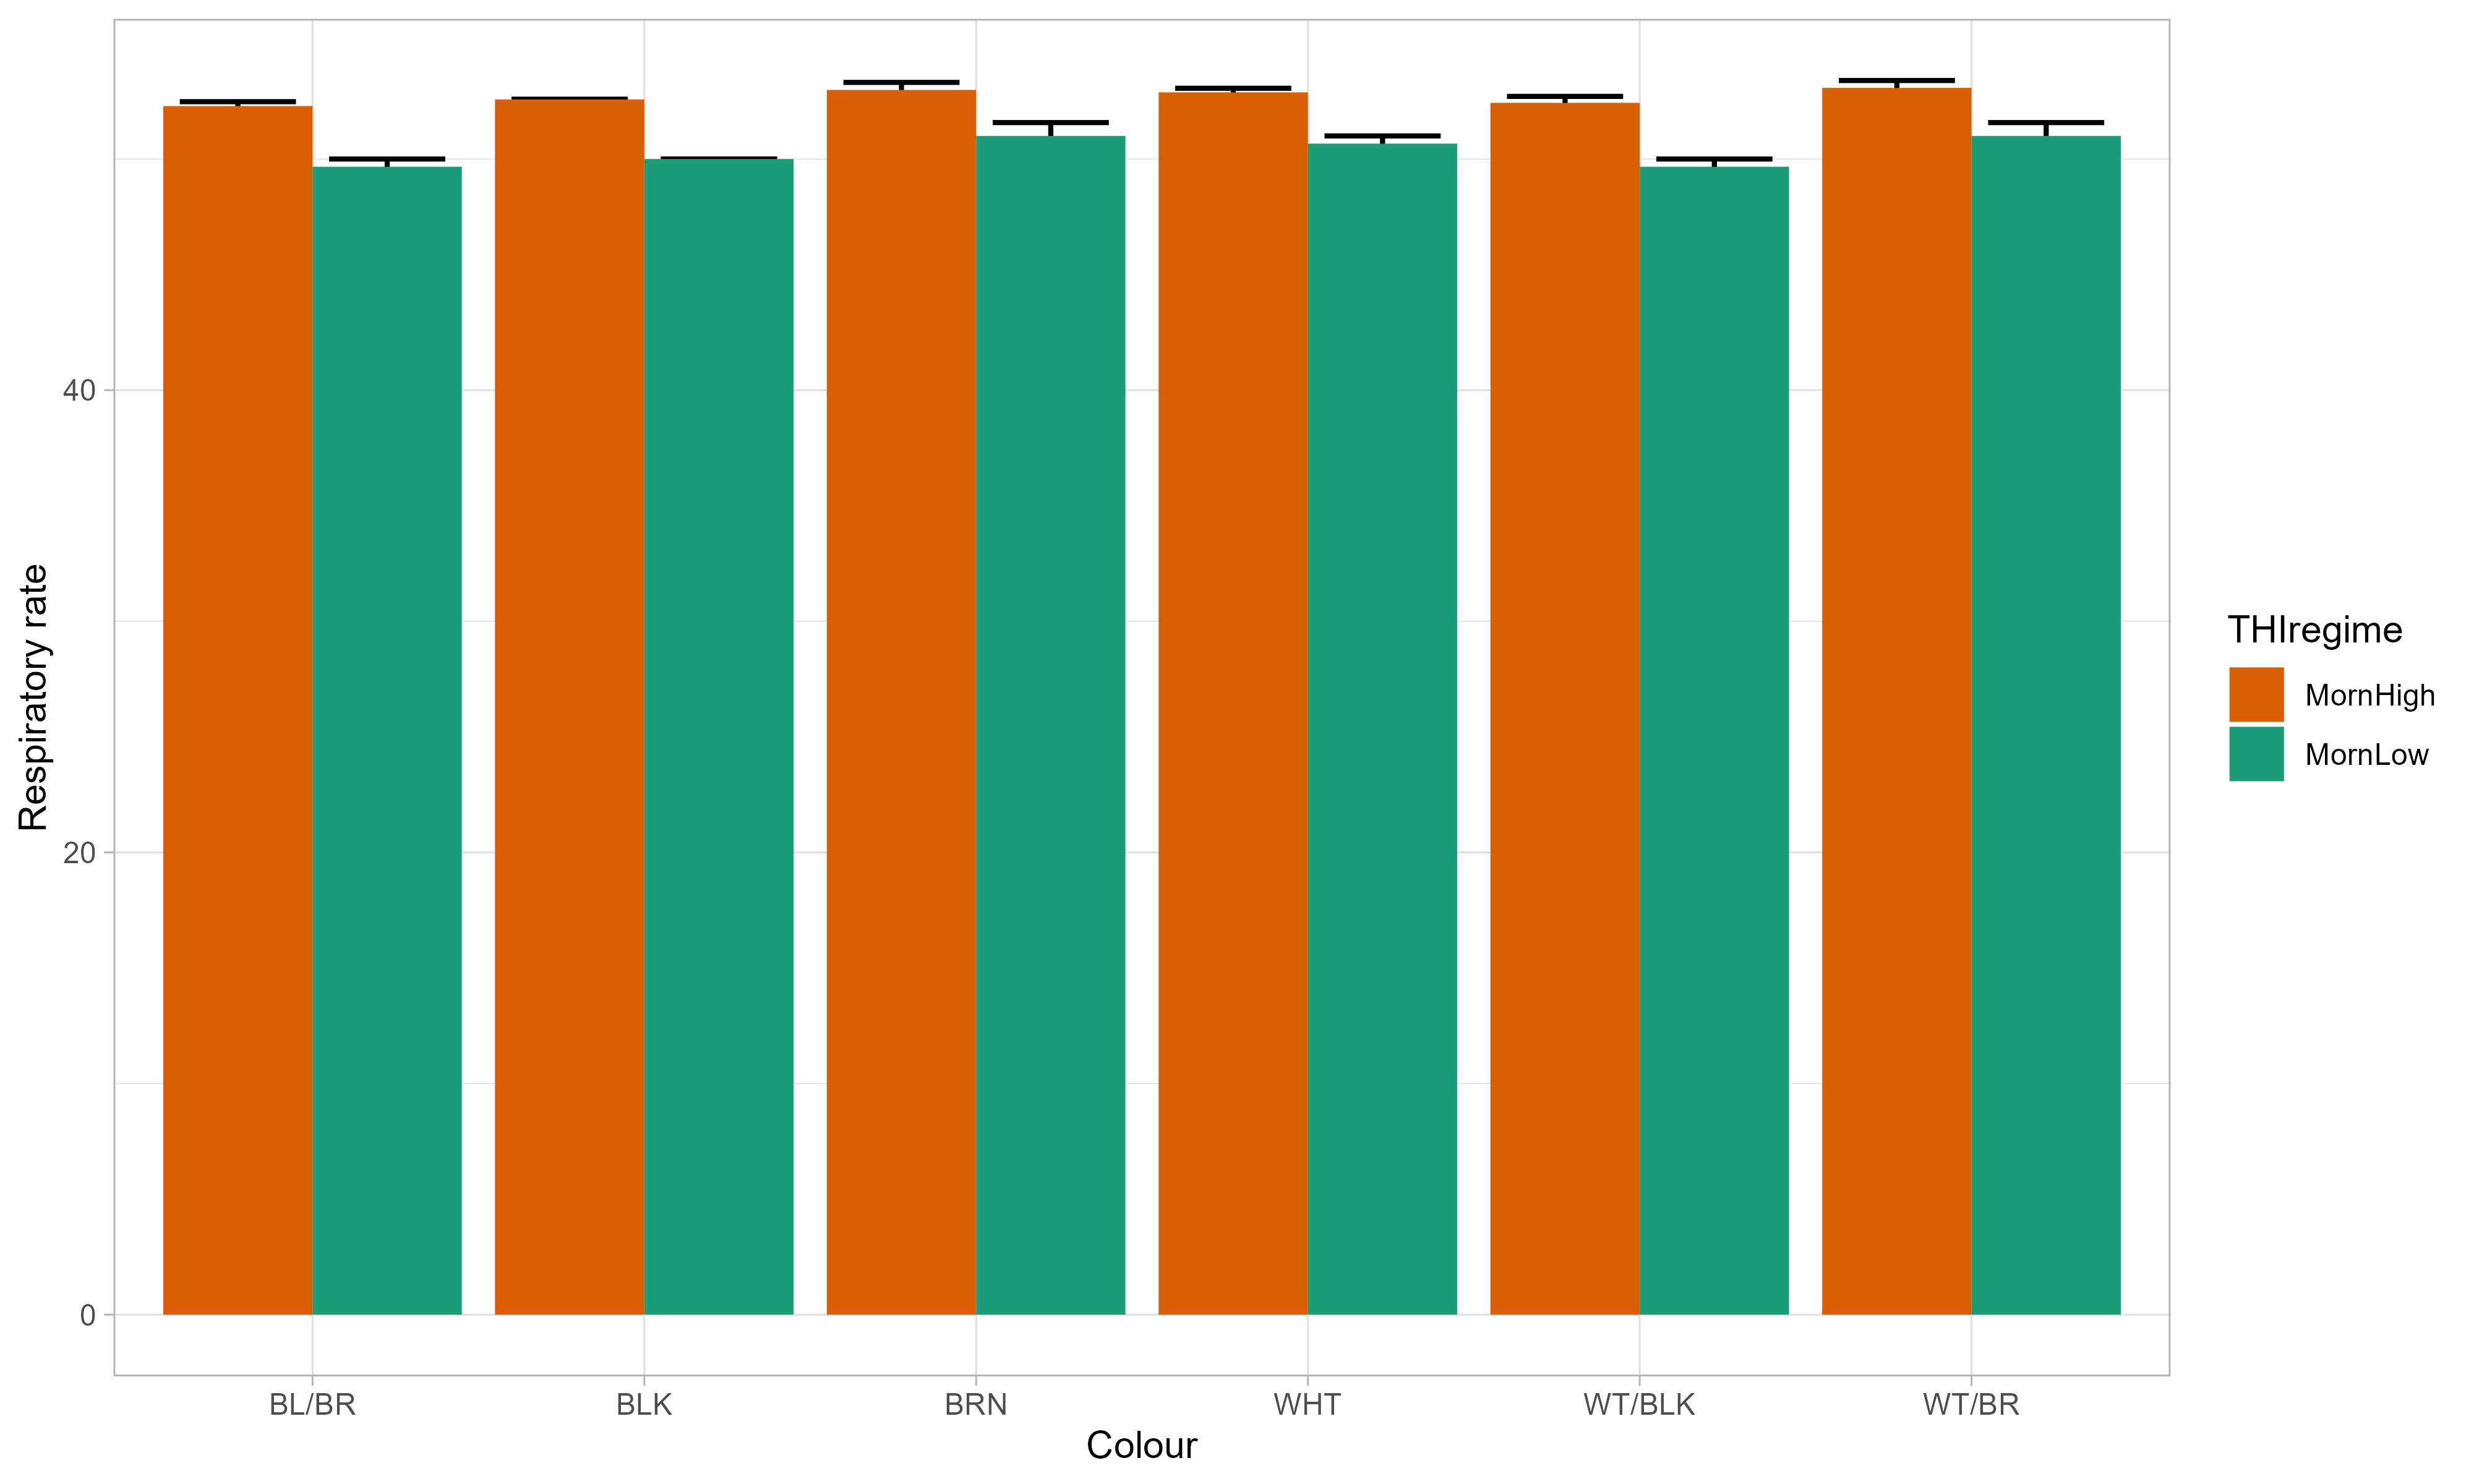 Respiratory rate
40
20
0
BL/BR
BLK
BRN
WHT
WT/BLK
WT/BR
Colour
THIregime
MornHigh
MornLow